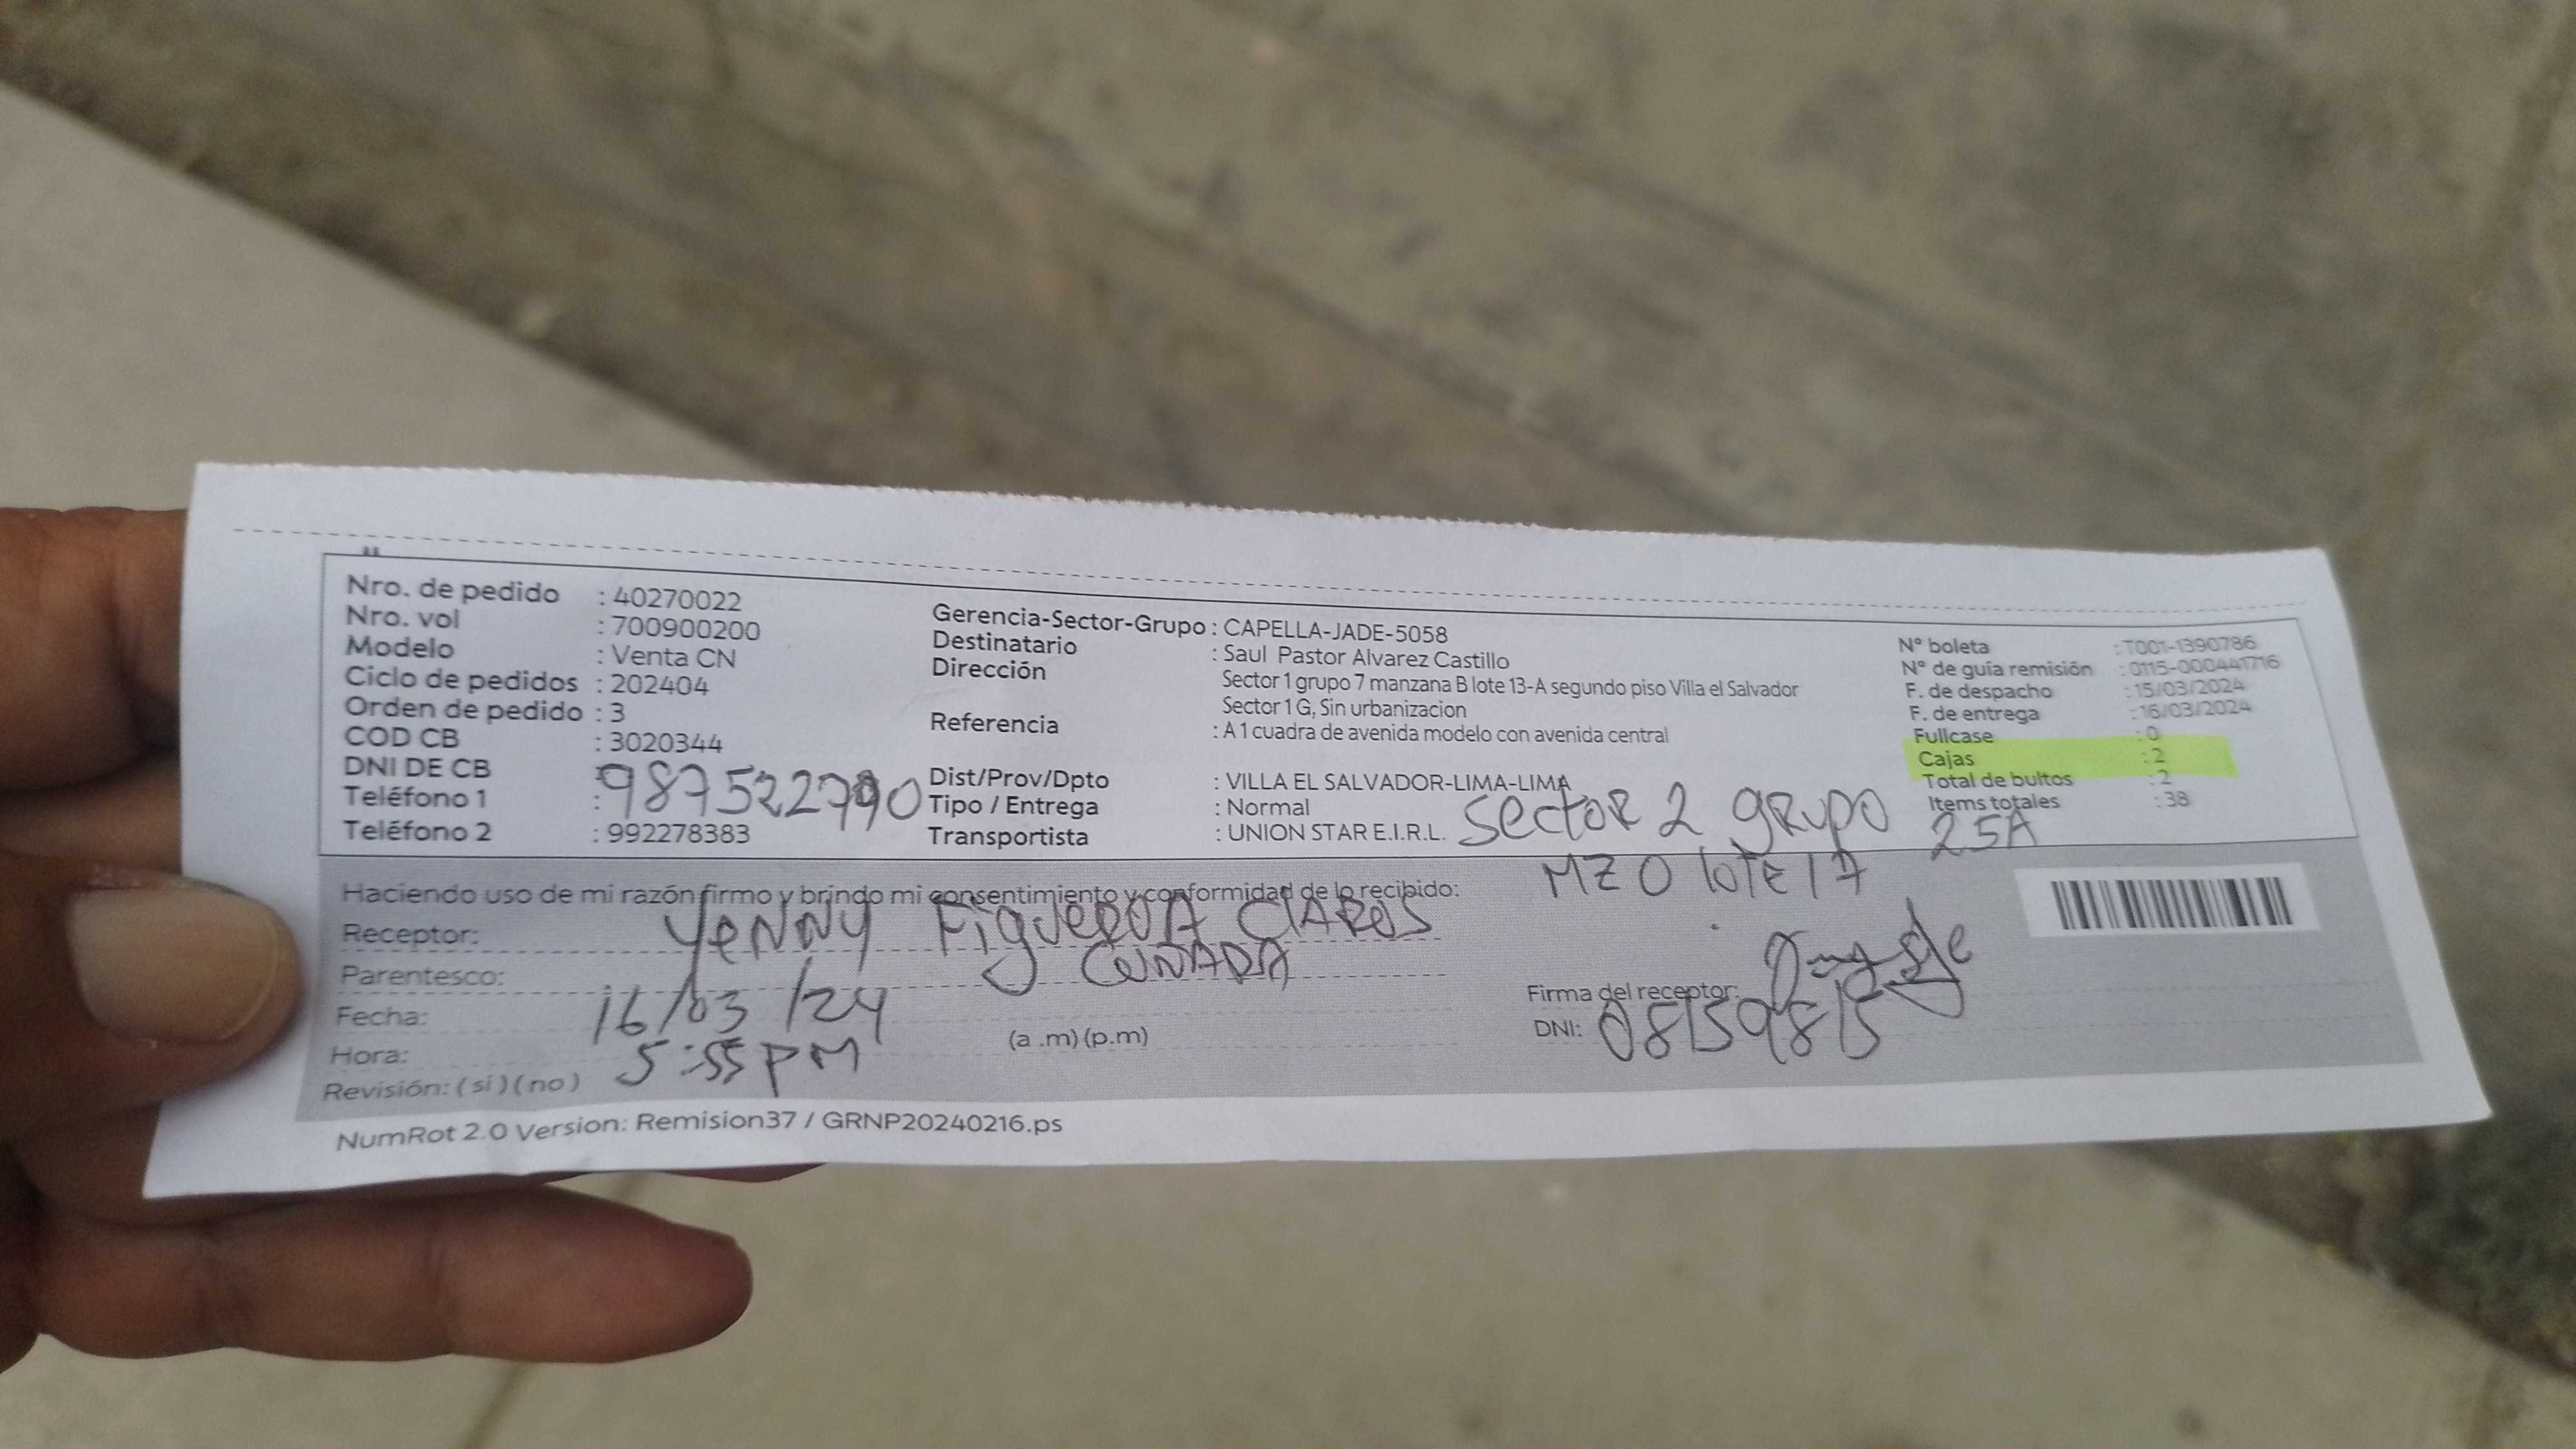 Nro. de pedido : 40270022
Nro. vol : 700900200
Modelo : Venta CN
Ciclo de pedidos : 202404
Orden de pedido : 3
COD CB : 3020344
DNI DE CB :
Teléfono 1 : 987522790
Teléfono 2 : 992278383
Gerencia-Sector-Grupo : CAPELLA-JADE-5058
Destinatario : Saul Pastor Alvarez Castillo
Dirección Sector 1 grupo 7 manzana B lote 13-A segundo piso Villa el Salvador
Sector 1 G, Sin urbanizacion
Referencia : A 1 cuadra de avenida modelo con avenida central
Dist/Prov/Dpto : VILLA EL SALVADOR-LIMA-LIMA
Tipo / Entrega : Normal
Transportista : UNION STAR E.I.R.L.
N° boleta : T001-1390786
N° de guía remisión : 0115-000441716
F. de despacho : 15/03/2024
F. de entrega : 16/03/2024
Fullcase : 0
Cajas : 2
Total de bultos : 2
Items totales : 38
Sector 2 grupo 25A
MZ O lote 17
Haciendo uso de mi razón firmo y brindo mi consentimiento y conformidad de lo recibido:
Receptor: Yenny Figueroa Claros
Parentesco: Cuñada
Fecha: 16/03/24
Hora: 5:55 PM (a .m) (p.m)
Revisión: ( si ) ( no )
Firma del receptor:
DNI: 08159815
NumRot 2.0 Version: Remision37 / GRNP20240216.ps